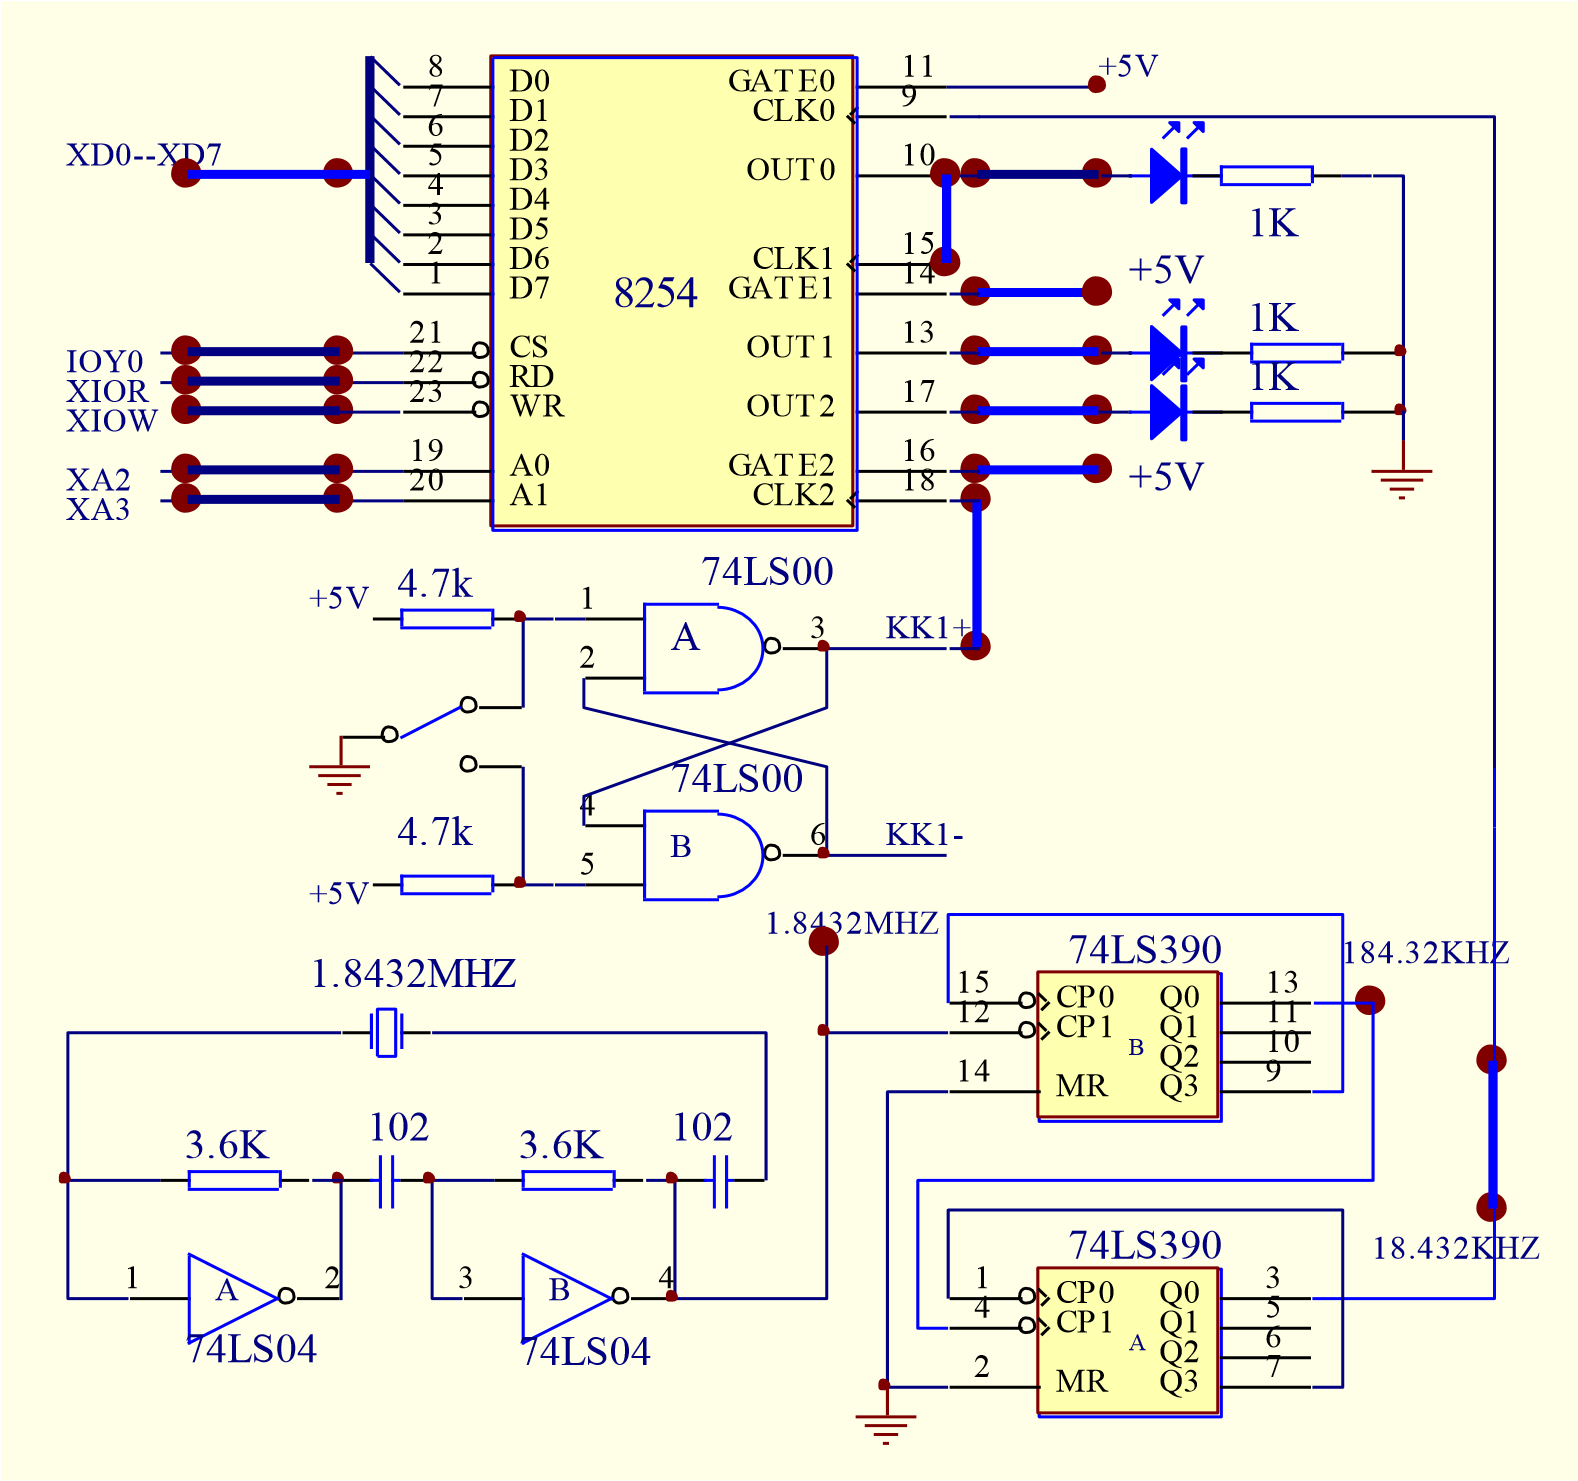 8 D0 GATE0 11 +5V
7 D1 CLK0 9
6 D2
XD0--XD7 5 D3 OUT0 10
4 D4
1K
3 D5
2 D6 CLK1 15
1 D7 GATE1 14 +5V
8254
IOY0 21 CS OUT1 13 1K
XIOR 22 RD
XIOW 23 WR OUT2 17 1K
XA2 19 A0 GATE2 16 +5V
XA3 20 A1 CLK2 18
74LS00
+5V 4.7k 1 A 3 KK1+
2
74LS00
4
4.7k B 6 KK1-
+5V 5
1.8432MHZ
1.8432MHZ
74LS390 184.32KHZ
15 CP0 Q0 13
12 CP1 Q1 11
B Q2 10
14 MR Q3 9
3.6K 102 3.6K 102
74LS390 18.432KHZ
1 A 2 3 B 4
74LS04 74LS04
1 CP0 Q0 3
4 CP1 Q1 5
A Q2 6
2 MR Q3 7